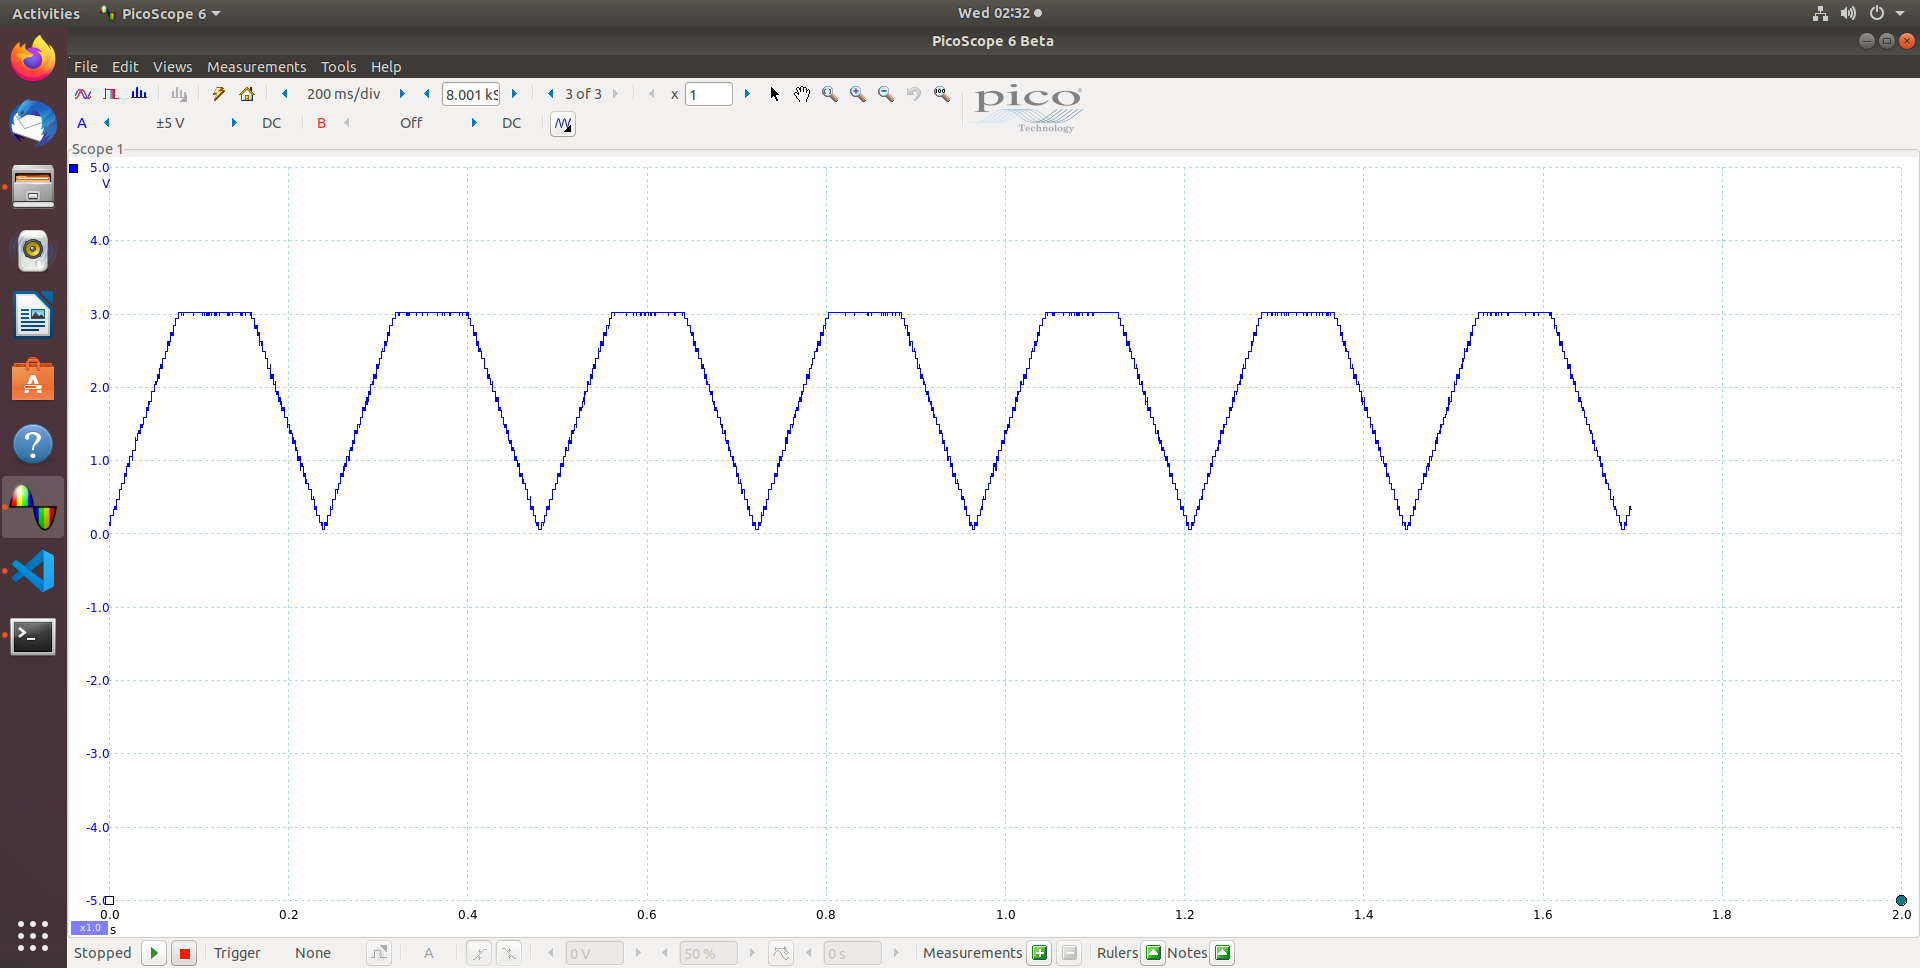 Activities PicoScope 6 Wed 02:32
PicoScope 6 Beta
File Edit Views Measurements Tools Help
200 ms/div 8.001 kS 3 of 3 x 1
pico
Technology
A ±5 V DC B Off DC
Scope 1
5.0
V
4.0
3.0
2.0
1.0
0.0
-1.0
-2.0
-3.0
-4.0
-5.0
0.0 0.2 0.4 0.6 0.8 1.0 1.2 1.4 1.6 1.8 2.0
x1.0 s
Stopped Trigger None A 0 V 50 % 0 s Measurements Rulers Notes